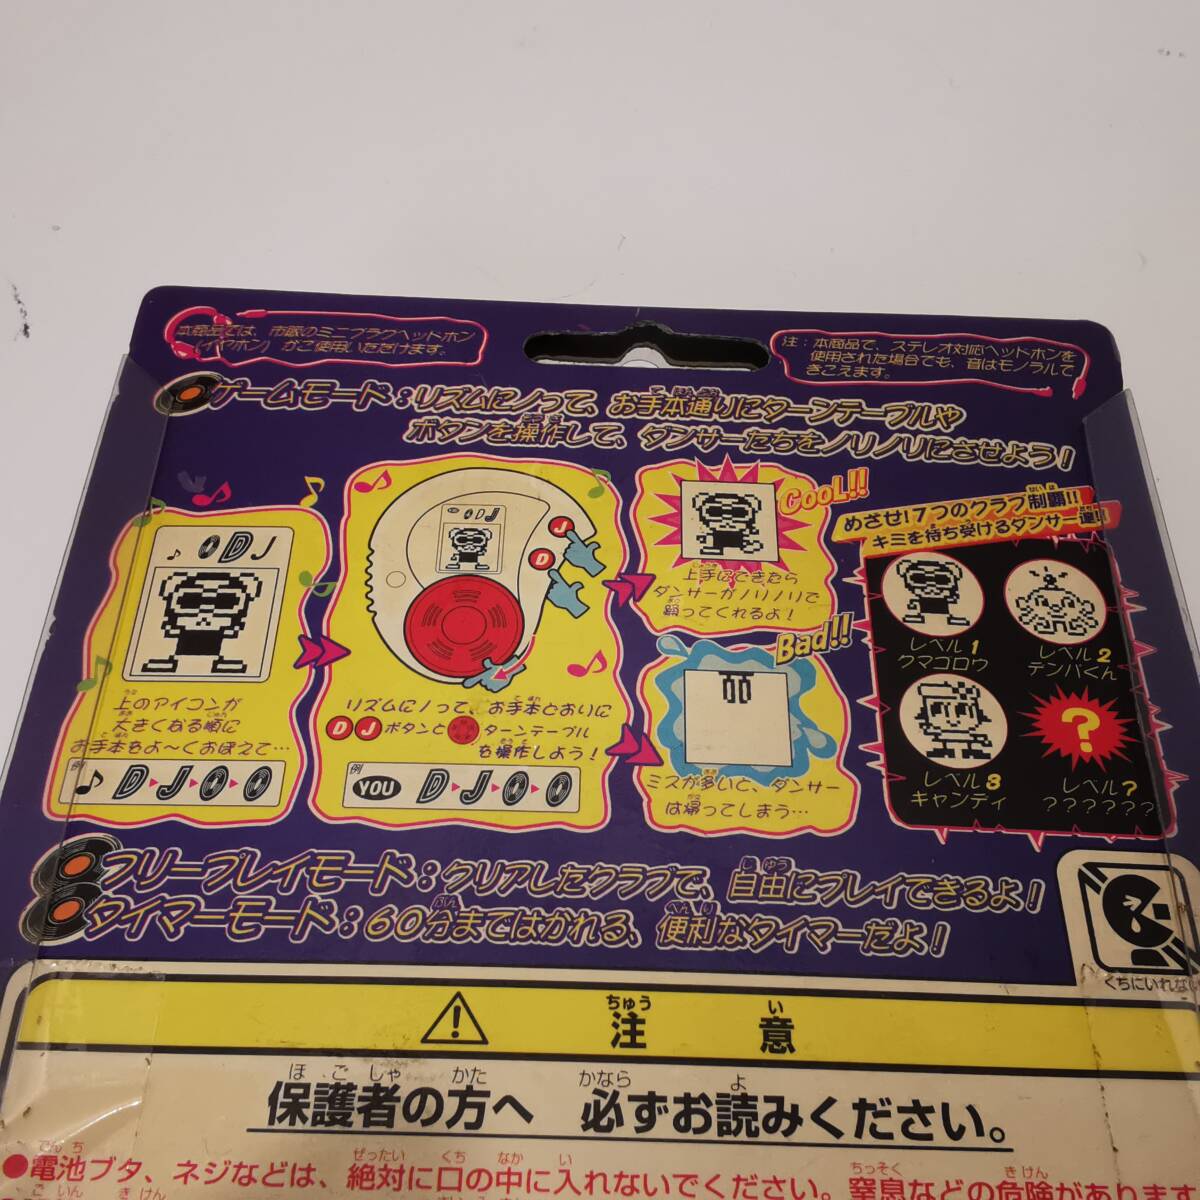 本商品では、市販のミニプラグヘッドホン
(イヤホン) がご使用いただけます。
注：本商品で、ステレオ対応ヘッドホンを
使用された場合でも、音はモノラルで
きこえます。
ゲームモード：リズムにノって、お手本通りにターンテーブルや
ボタンを操作して、ダンサーたちをノリノリにさせよう！
♪ ODJ
上のアイコンが
大きくなる順に
お手本をよ〜くおぼえて…
例
♪ D J O O
ODJ
J
D
リズムにノって、お手本どおりに
D J ボタンと ターンテーブル
を操作しよう！
例
YOU D J O O
CooL!!
上手にできたら
ダンサーがノリノリで
踊ってくれるよ！
Bad!!
ミスが多いと、ダンサー
は帰ってしまう…
めざせ！7つのクラブ制覇!!
キミを待ち受けるダンサー達!!
レベル1
クマコロウ
レベル2
テンパくん
レベル3
キャンディ
?
レベル?
??????
フリープレイモード：クリアしたクラブで、自由にプレイできるよ！
タイマーモード：60分まではかれる、便利なタイマーだよ！
くちにいれない
注意
保護者の方へ 必ずお読みください。
●電池ブタ、ネジなどは、絶対に口の中に入れないでください。窒息などの危険があります